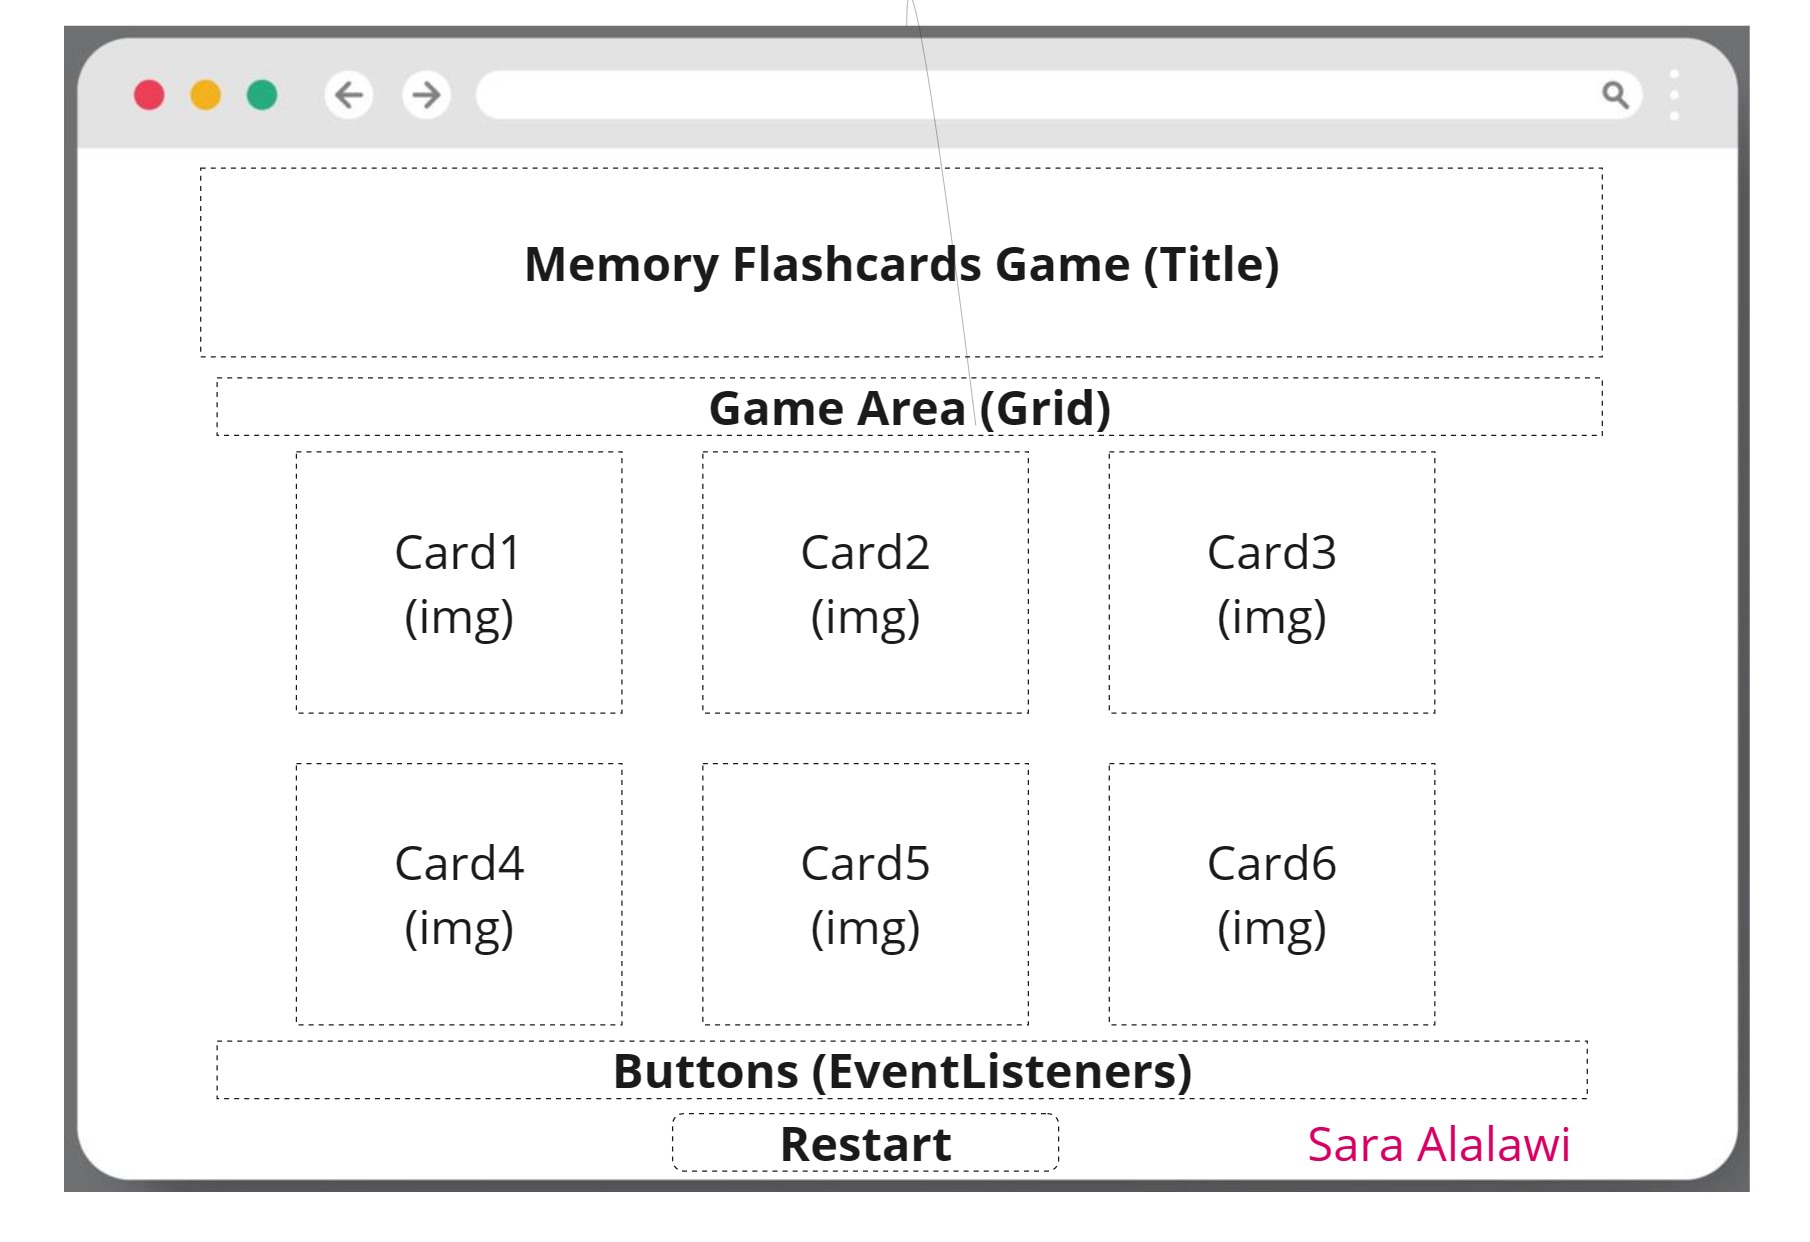 Memory Flashcards Game (Title)
Game Area (Grid)
Card1
(img)
Card2
(img)
Card3
(img)
Card4
(img)
Card5
(img)
Card6
(img)
Buttons (EventListeners)
Restart
Sara Alalawi